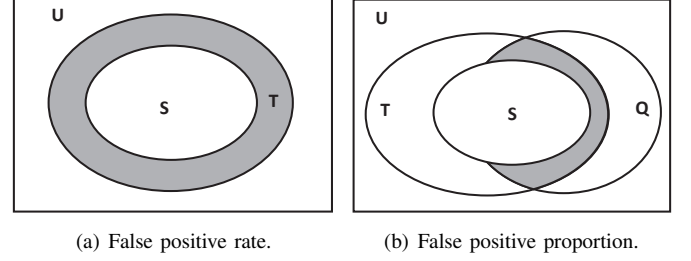 U
S
T
(a) False positive rate.
U
T
S
Q
(b) False positive proportion.